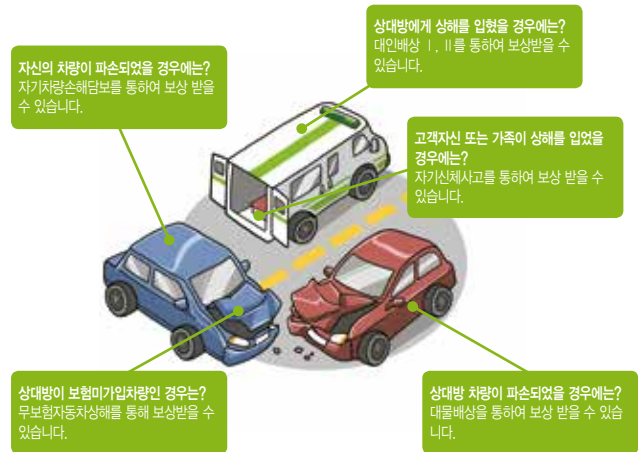 상대방에게 상해를 입혔을 경우에는?
대인배상 Ⅰ, Ⅱ를 통하여 보상받을 수
있습니다.
자신의 차량이 파손되었을 경우에는?
자기차량손해담보를 통하여 보상 받을
수 있습니다.
고객자신 또는 가족이 상해를 입었을
경우에는?
자기신체사고를 통하여 보상 받을 수
있습니다.
상대방이 보험미가입차량인 경우는?
무보험자동차상해를 통해 보상받을 수
있습니다.
상대방 차량이 파손되었을 경우에는?
대물배상을 통하여 보상 받을 수 있습
니다.